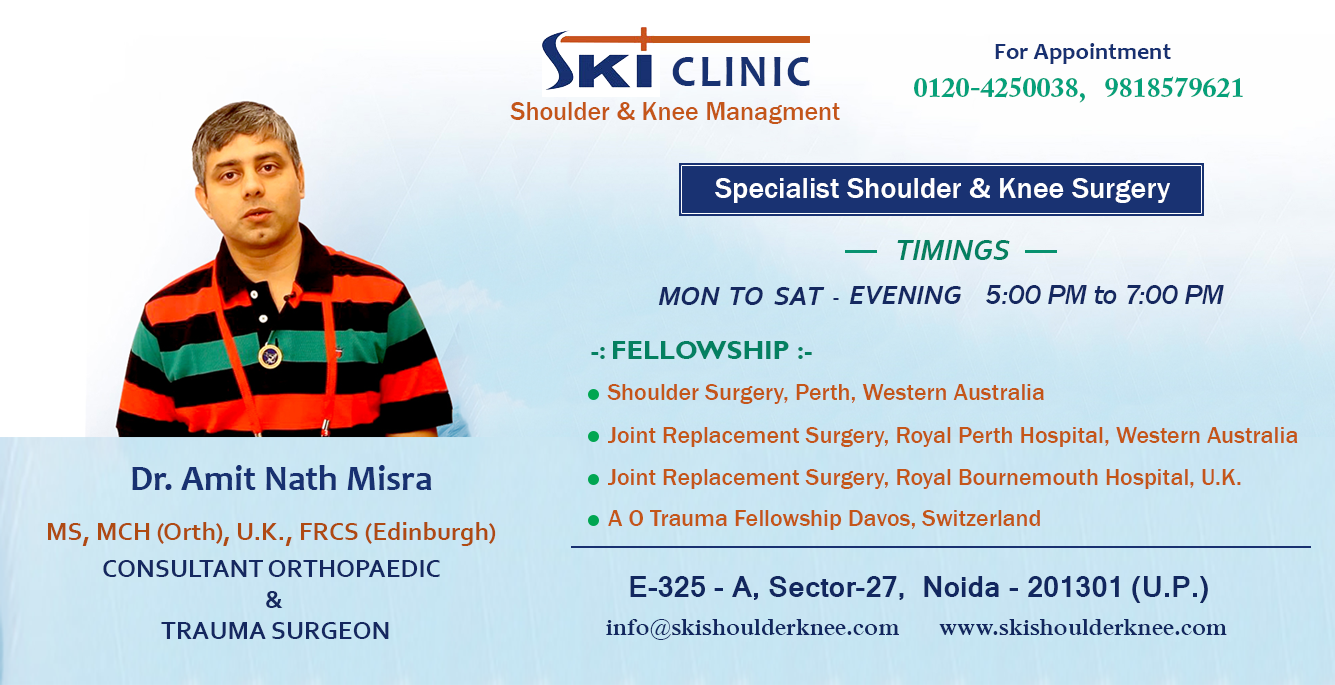 SKI CLINIC
Shoulder & Knee Managment
For Appointment
0120-4250038, 9818579621
Specialist Shoulder & Knee Surgery
TIMINGS
MON TO SAT - EVENING 5:00 PM to 7:00 PM
-: FELLOWSHIP :-
Shoulder Surgery, Perth, Western Australia
Joint Replacement Surgery, Royal Perth Hospital, Western Australia
Joint Replacement Surgery, Royal Bournemouth Hospital, U.K.
A O Trauma Fellowship Davos, Switzerland
Dr. Amit Nath Misra
MS, MCH (Orth), U.K., FRCS (Edinburgh)
CONSULTANT ORTHOPAEDIC
&
TRAUMA SURGEON
E-325 - A, Sector-27, Noida - 201301 (U.P.)
info@skishoulderknee.com www.skishoulderknee.com